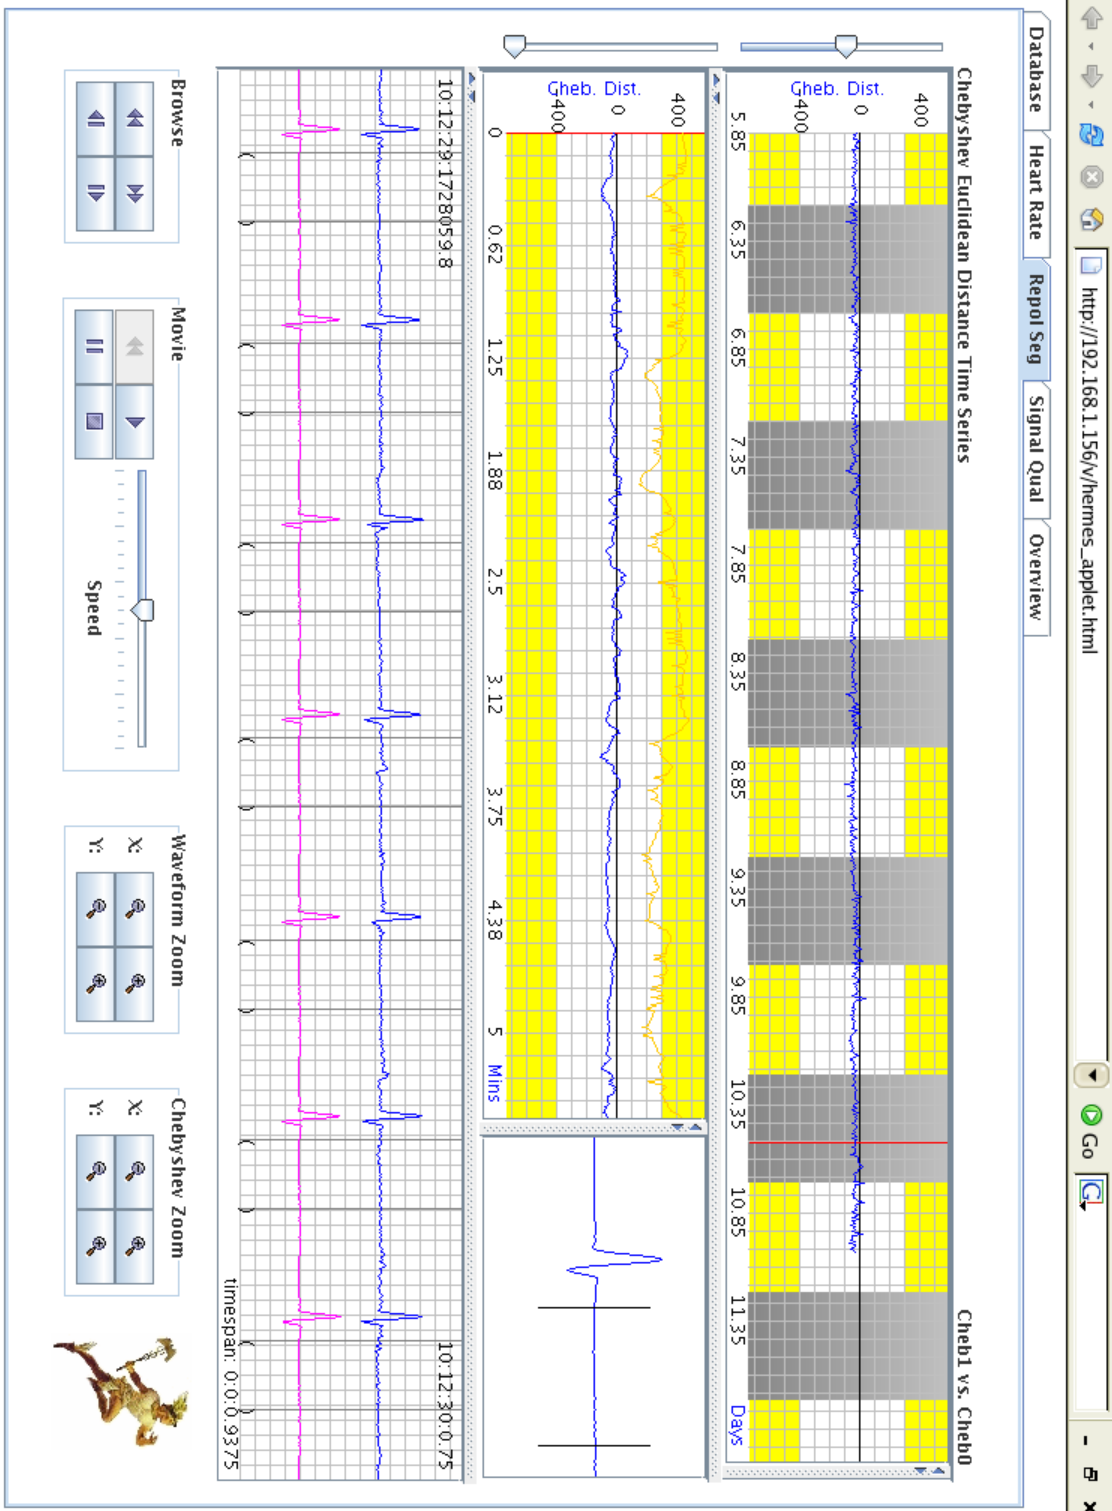 http://192.168.1.156/v/hermes_applet.html
Go
G
Database
Heart Rate
Repol Seg
Signal Qual
Overview
Chebyshev Euclidean Distance Time Series
Cheb1 vs. Cheb0
Gheb. Dist.
400
0
400
5.85 6.35 6.85 7.35 7.85 8.35 8.85 9.35 9.85 10.35 10.85 11.35 Days
Gheb. Dist.
400
0
400
0 0.62 1.25 1.88 2.5 3.12 3.75 4.38 5 Mins
10:12:29:1728059.8
10:12:30:0.75
timespan: 0:0:0.9375
Browse
Movie
Speed
Waveform Zoom
X:
Y:
Chebyshev Zoom
X:
Y: